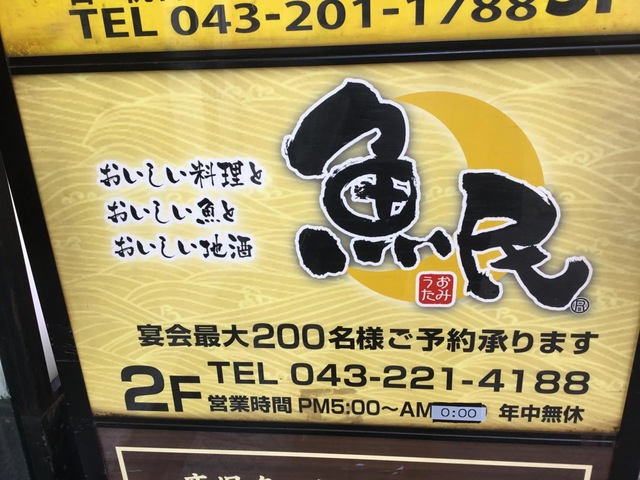 TEL 043-201-1788
おいしい料理と
おいしい魚と
おいしい地酒
魚民
うおたみ
宴会最大200名様ご予約承ります
2F
TEL 043-221-4188
営業時間 PM5:00～AM0:00 年中無休